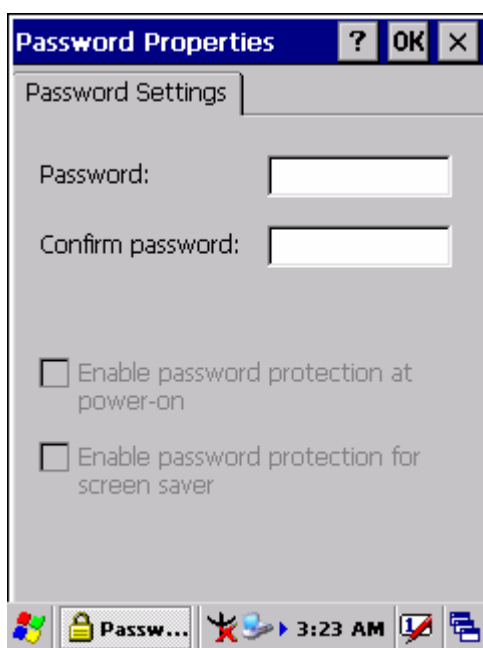 Password Properties ? OK ×
Password Settings
Password:
Confirm password:
Enable password protection at
power-on
Enable password protection for
screen saver
Passw... 3:23 AM